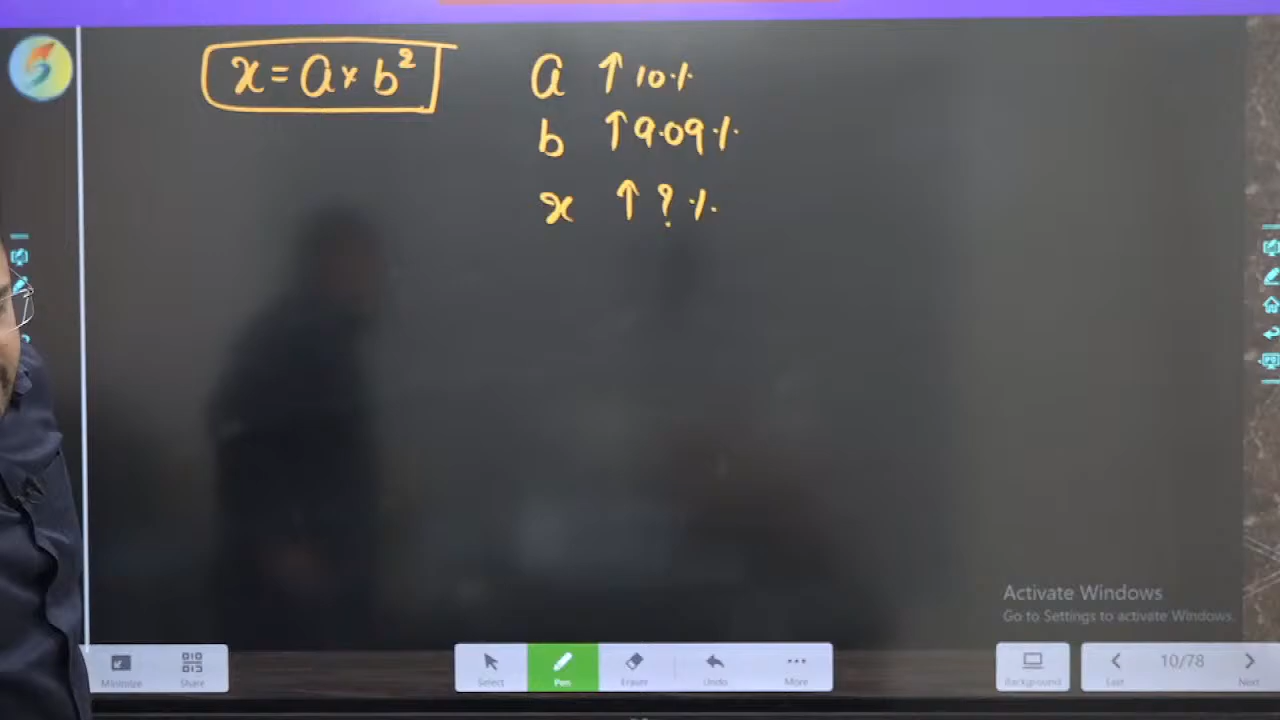 x = a × b²
a ↑ 10%
b ↑ 9.09%
x ↑ ? %
Activate Windows
Go to Settings to activate Windows.
Minimize
Share
Select
Pen
Eraser
Undo
More
Background
Last
10/78
Next